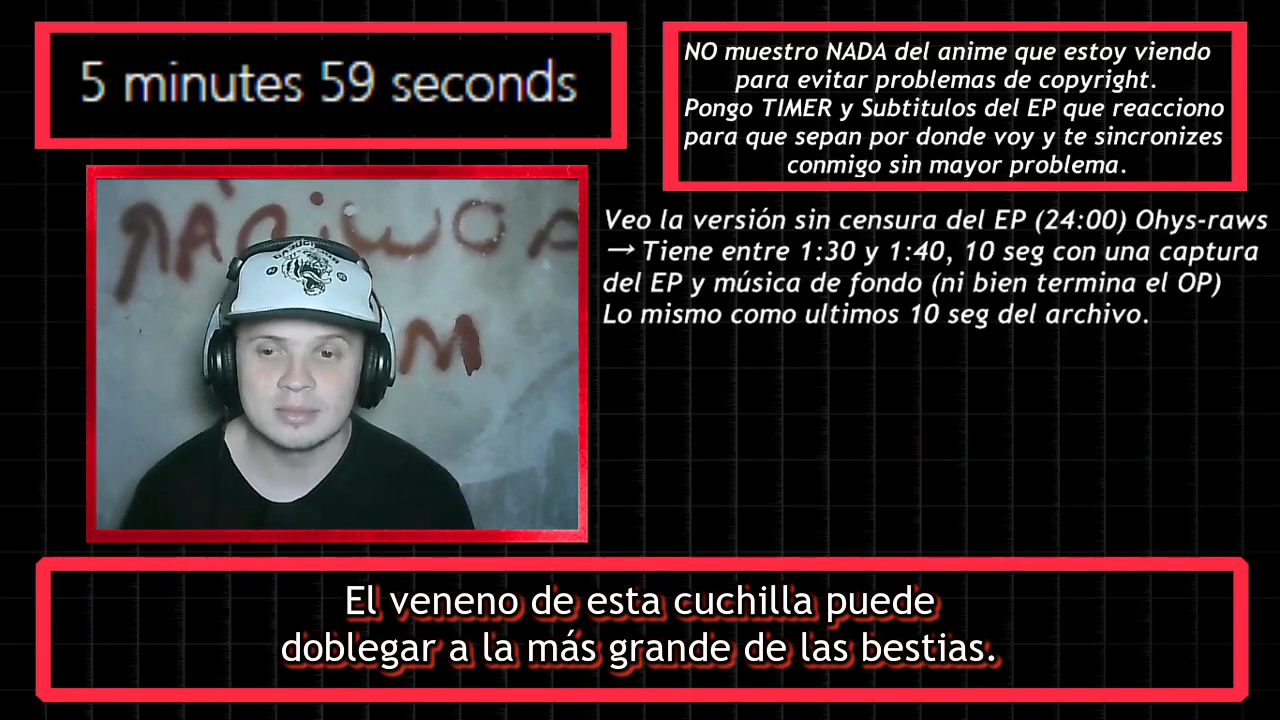 5 minutes 59 seconds
NO muestro NADA del anime que estoy viendo
para evitar problemas de copyright.
Pongo TIMER y Subtitulos del EP que reacciono
para que sepan por donde voy y te sincronizes
conmigo sin mayor problema.
Veo la versión sin censura del EP (24:00) Ohys-raws
→ Tiene entre 1:30 y 1:40, 10 seg con una captura
del EP y música de fondo (ni bien termina el OP)
Lo mismo como ultimos 10 seg del archivo.
El veneno de esta cuchilla puede
doblegar a la más grande de las bestias.